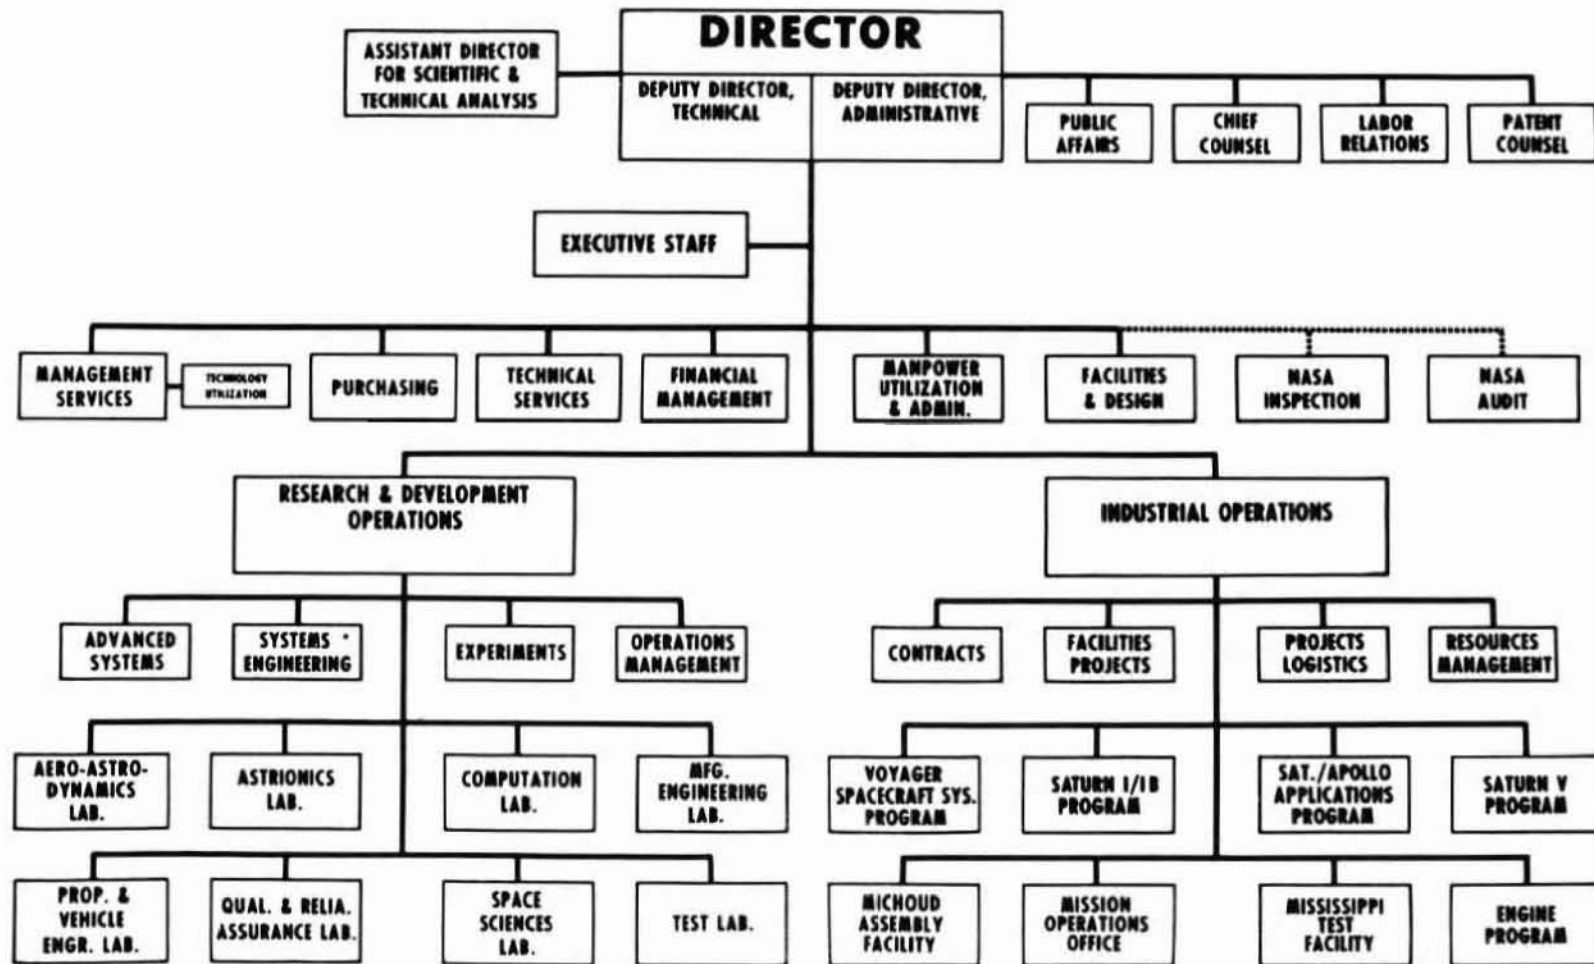 DIRECTOR
ASSISTANT DIRECTOR
FOR SCIENTIFIC &
TECHNICAL ANALYSIS
DEPUTY DIRECTOR,
TECHNICAL
DEPUTY DIRECTOR,
ADMINISTRATIVE
PUBLIC
AFFAIRS
CHIEF
COUNSEL
LABOR
RELATIONS
PATENT
COUNSEL
EXECUTIVE STAFF
MANAGEMENT
SERVICES
TECHNOLOGY
UTILIZATION
PURCHASING
TECHNICAL
SERVICES
FINANCIAL
MANAGEMENT
MANPOWER
UTILIZATION
& ADMIN.
FACILITIES
& DESIGN
NASA
INSPECTION
NASA
AUDIT
RESEARCH & DEVELOPMENT
OPERATIONS
INDUSTRIAL OPERATIONS
ADVANCED
SYSTEMS
SYSTEMS *
ENGINEERING
EXPERIMENTS
OPERATIONS
MANAGEMENT
CONTRACTS
FACILITIES
PROJECTS
PROJECTS
LOGISTICS
RESOURCES
MANAGEMENT
AERO-ASTRO-
DYNAMICS
LAB.
ASTRIONICS
LAB.
COMPUTATION
LAB.
MFG.
ENGINEERING
LAB.
VOYAGER
SPACECRAFT SYS.
PROGRAM
SATURN I/IB
PROGRAM
SAT./APOLLO
APPLICATIONS
PROGRAM
SATURN V
PROGRAM
PROP. &
VEHICLE
ENGR. LAB.
QUAL. & RELIA.
ASSURANCE LAB.
SPACE
SCIENCES
LAB.
TEST LAB.
MICHOUD
ASSEMBLY
FACILITY
MISSION
OPERATIONS
OFFICE
MISSISSIPPI
TEST
FACILITY
ENGINE
PROGRAM